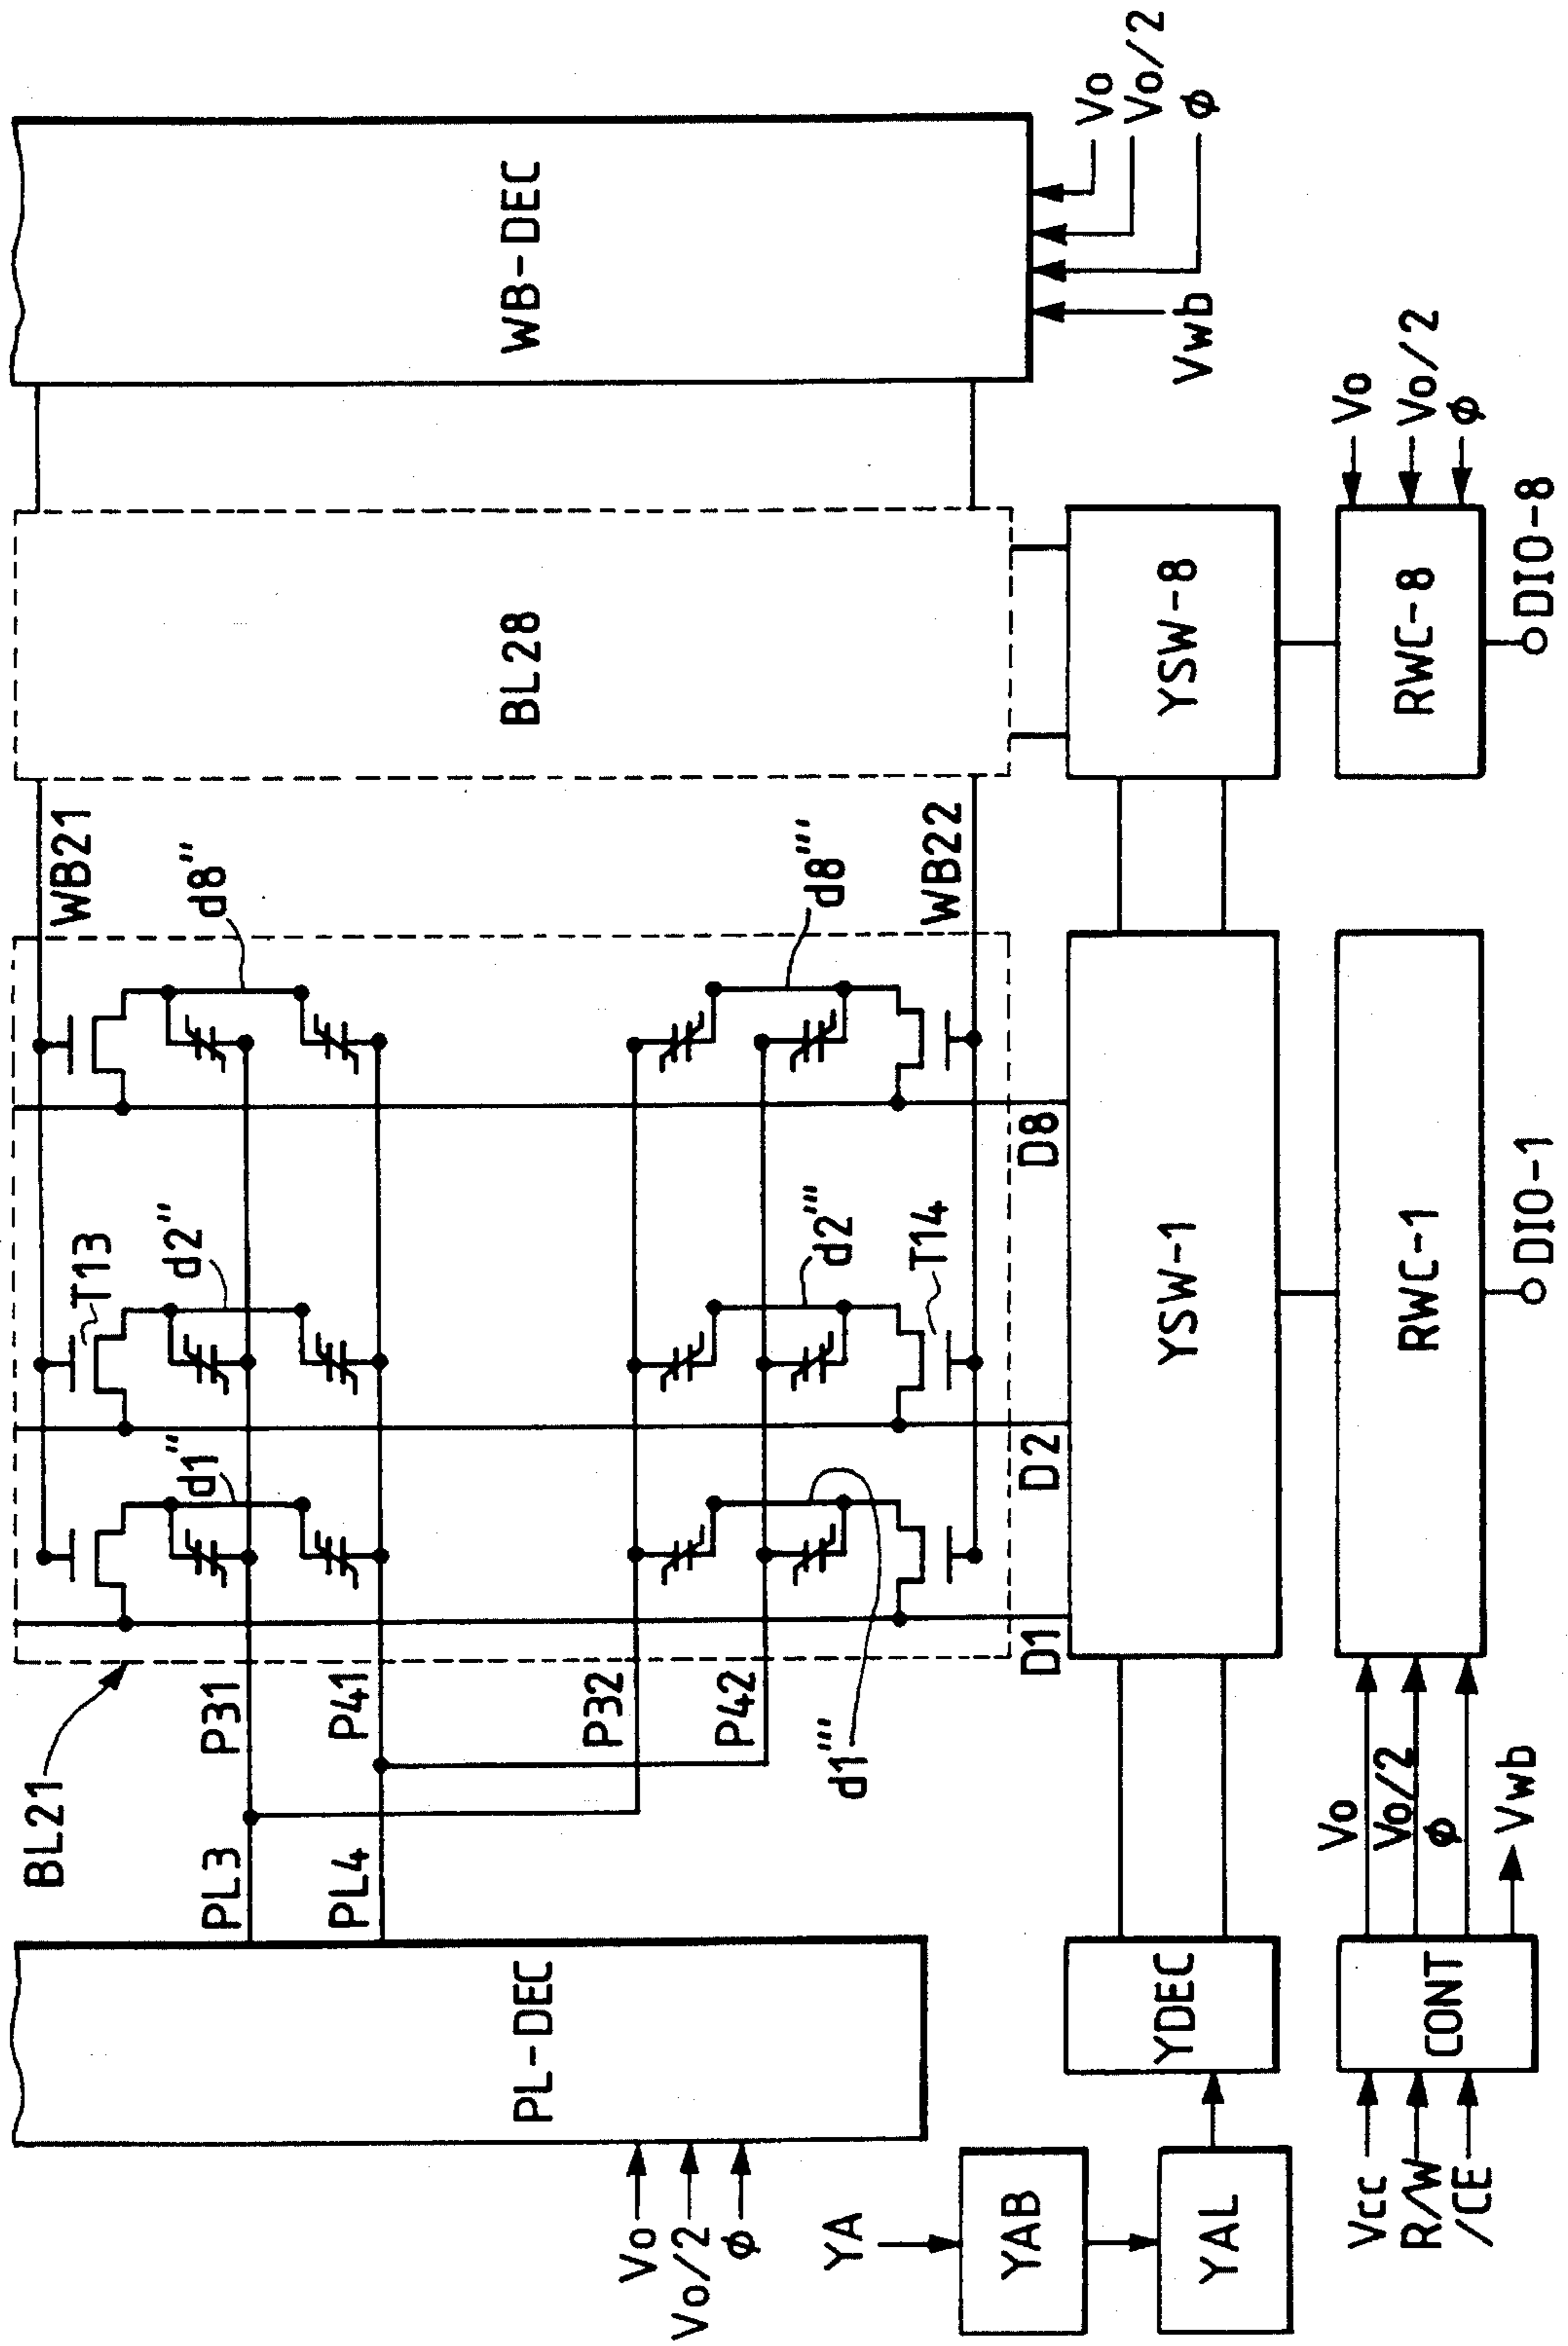 WB21
WB-DEC
BL28
T13
d1″
d2″
d8″
BL21
PL3
P31
PL4
P41
P32
P42
PL-DEC
d1‴
d2‴
d8‴
T14
WB22
Vo
Vo/2
ϕ
Vwb
Vo
Vo/2
ϕ
D1
D2
D8
YA
YAB
YAL
YDEC
YSW-1
YSW-8
Vcc
R/W
/CE
CONT
Vo
Vo/2
ϕ
Vwb
RWC-1
RWC-8
Vo
Vo/2
ϕ
DIO-1
DIO-8